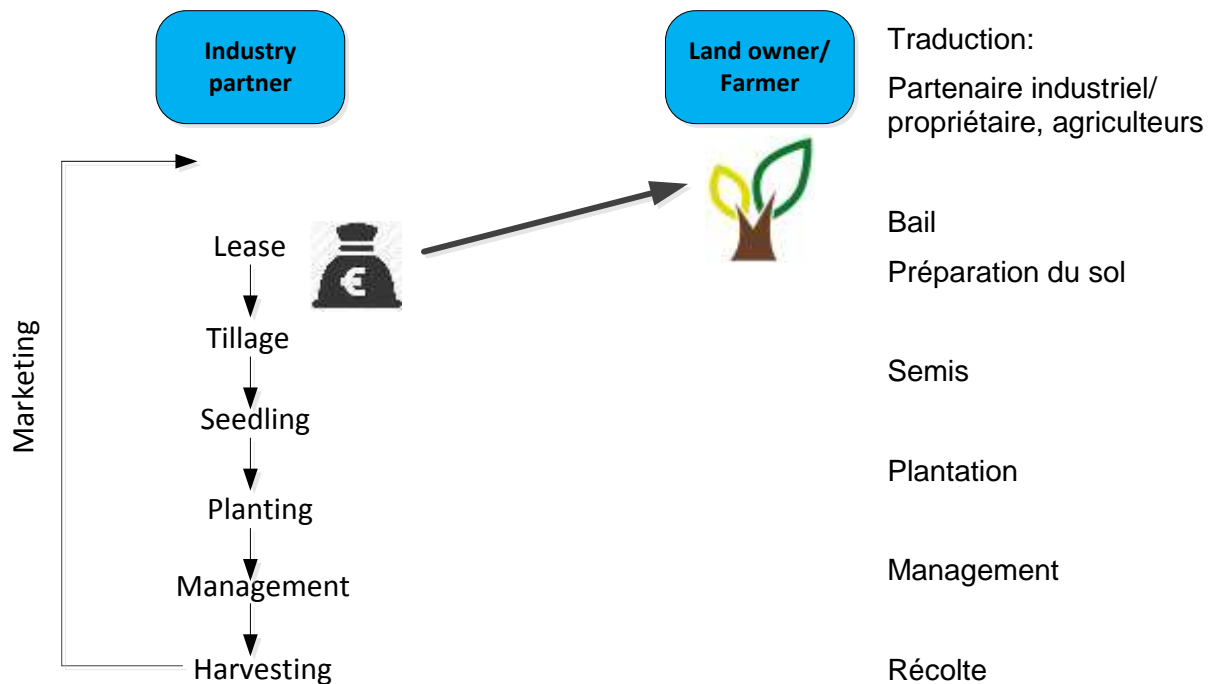 Industry
partner
Land owner/
Farmer
Traduction:
Partenaire industriel/
propriétaire, agriculteurs
Lease
€
Tillage
Seedling
Planting
Management
Harvesting
Marketing
Bail
Préparation du sol
Semis
Plantation
Management
Récolte